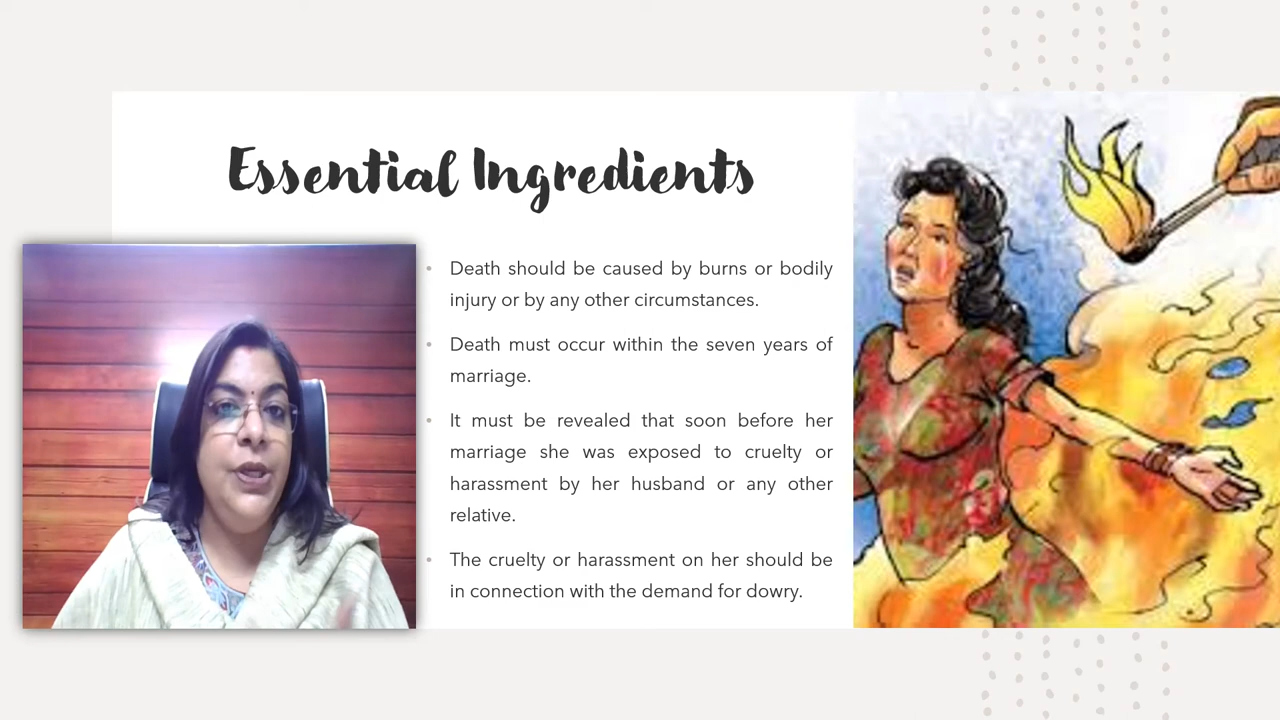 Essential Ingredients
• Death should be caused by burns or bodily
injury or by any other circumstances.
• Death must occur within the seven years of
marriage.
• It must be revealed that soon before her
marriage she was exposed to cruelty or
harassment by her husband or any other
relative.
• The cruelty or harassment on her should be
in connection with the demand for dowry.